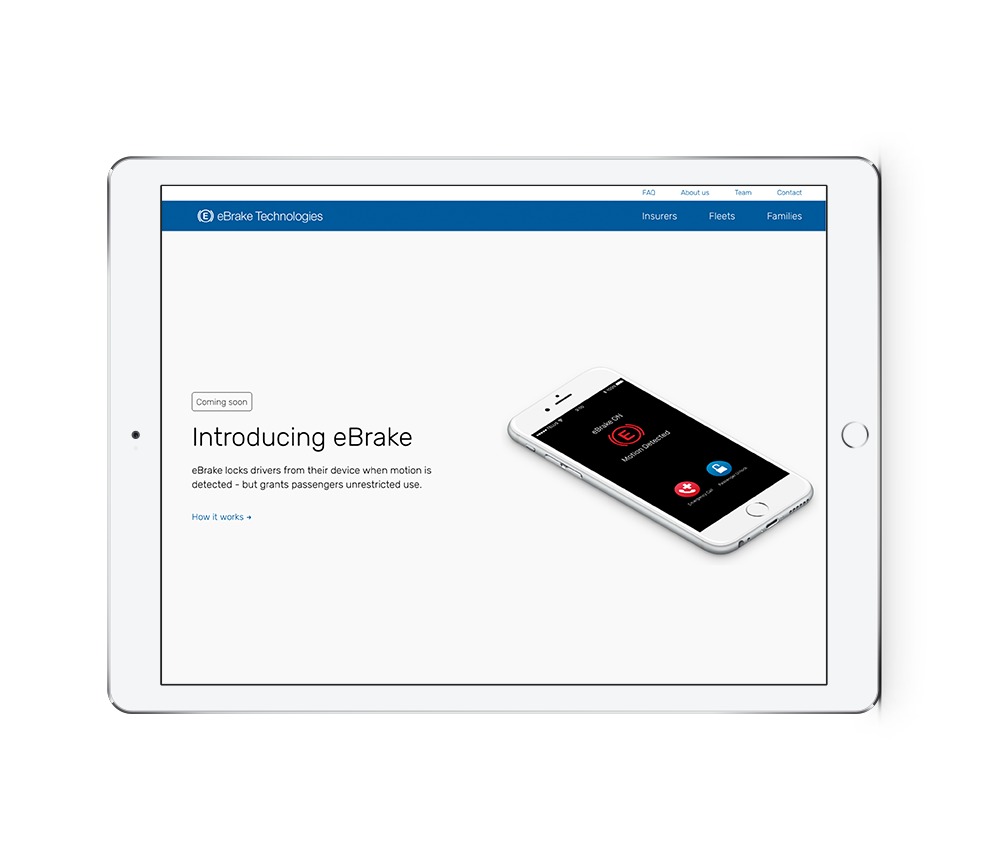 FAQ About us Team Contact
eBrake Technologies Insurers Fleets Families
Coming soon
Introducing eBrake
eBrake locks drivers from their device when motion is
detected - but grants passengers unrestricted use.
How it works →
9:10
eBrake ON
E
Motion Detected
Emergency Call
Passenger Unlock